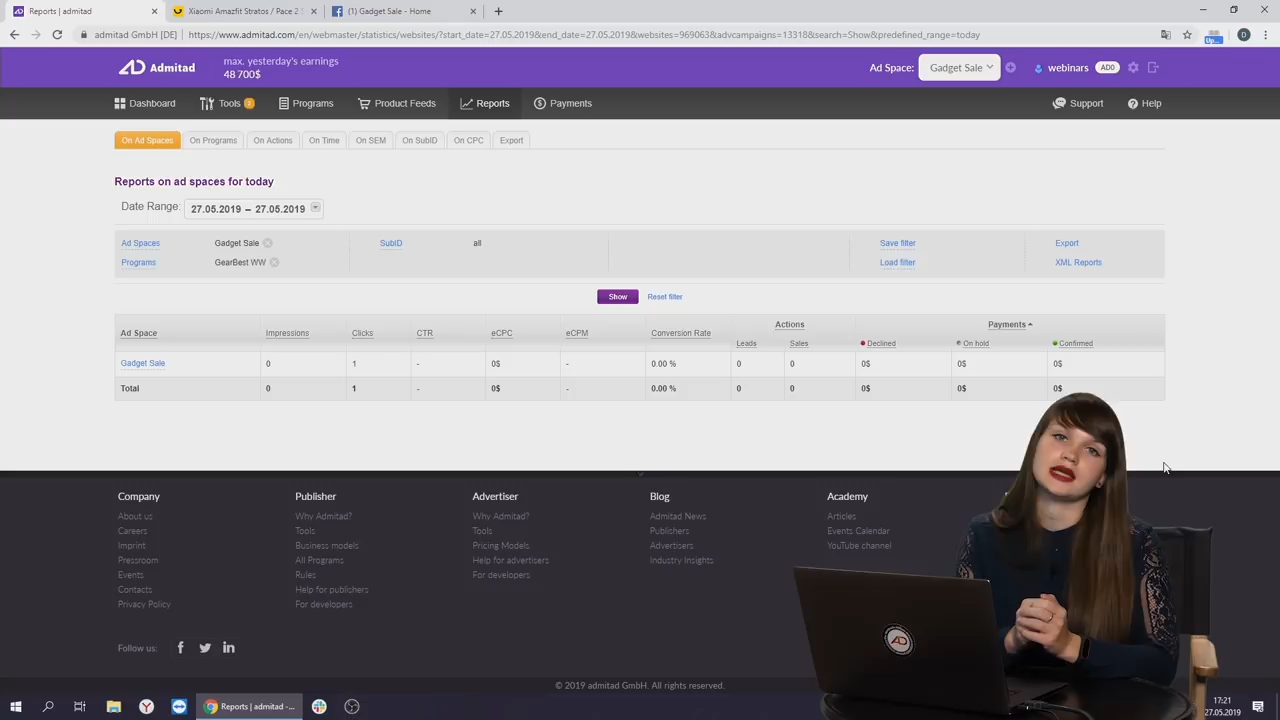 Reports | admitad
Xiaomi Amazfit Stratos / Pace 2
(1) Gadget Sale - Home
admitad GmbH [DE] | https://www.admitad.com/en/webmaster/statistics/websites/?start_date=27.05.2019&end_date=27.05.2019&websites=969063&advcampaigns=13318&search=Show&predefined_range=today
Up...
D
Admitad
max. yesterday's earnings
48 700$
Ad Space: Gadget Sale
webinars AD0
Dashboard Tools 2 Programs Product Feeds Reports Payments Support Help
On Ad Spaces On Programs On Actions On Time On SEM On SubID On CPC Export
Reports on ad spaces for today
Date Range: 27.05.2019 – 27.05.2019
Ad Spaces Gadget Sale SubID all Save filter Export
Programs GearBest WW Load filter XML Reports
Show Reset filter
Actions Payments
Ad Space Impressions Clicks CTR eCPC eCPM Conversion Rate
Leads Sales Declined On hold Confirmed
Gadget Sale 0 1 - 0$ - 0.00 % 0 0 0$ 0$ 0$
Total 0 1 - 0$ - 0.00 % 0 0 0$ 0$ 0$
Company Publisher Advertiser Blog Academy
About us Why Admitad? Why Admitad? Admitad News Articles
Careers Tools Tools Publishers Events Calendar
Imprint Business models Pricing Models Advertisers YouTube channel
Pressroom All Programs Help for advertisers Industry Insights
Events Rules For developers
Contacts Help for publishers
Privacy Policy For developers
Follow us:
© 2019 admitad GmbH. All rights reserved.
AD
Reports | admitad -...
17:21
27.05.2019